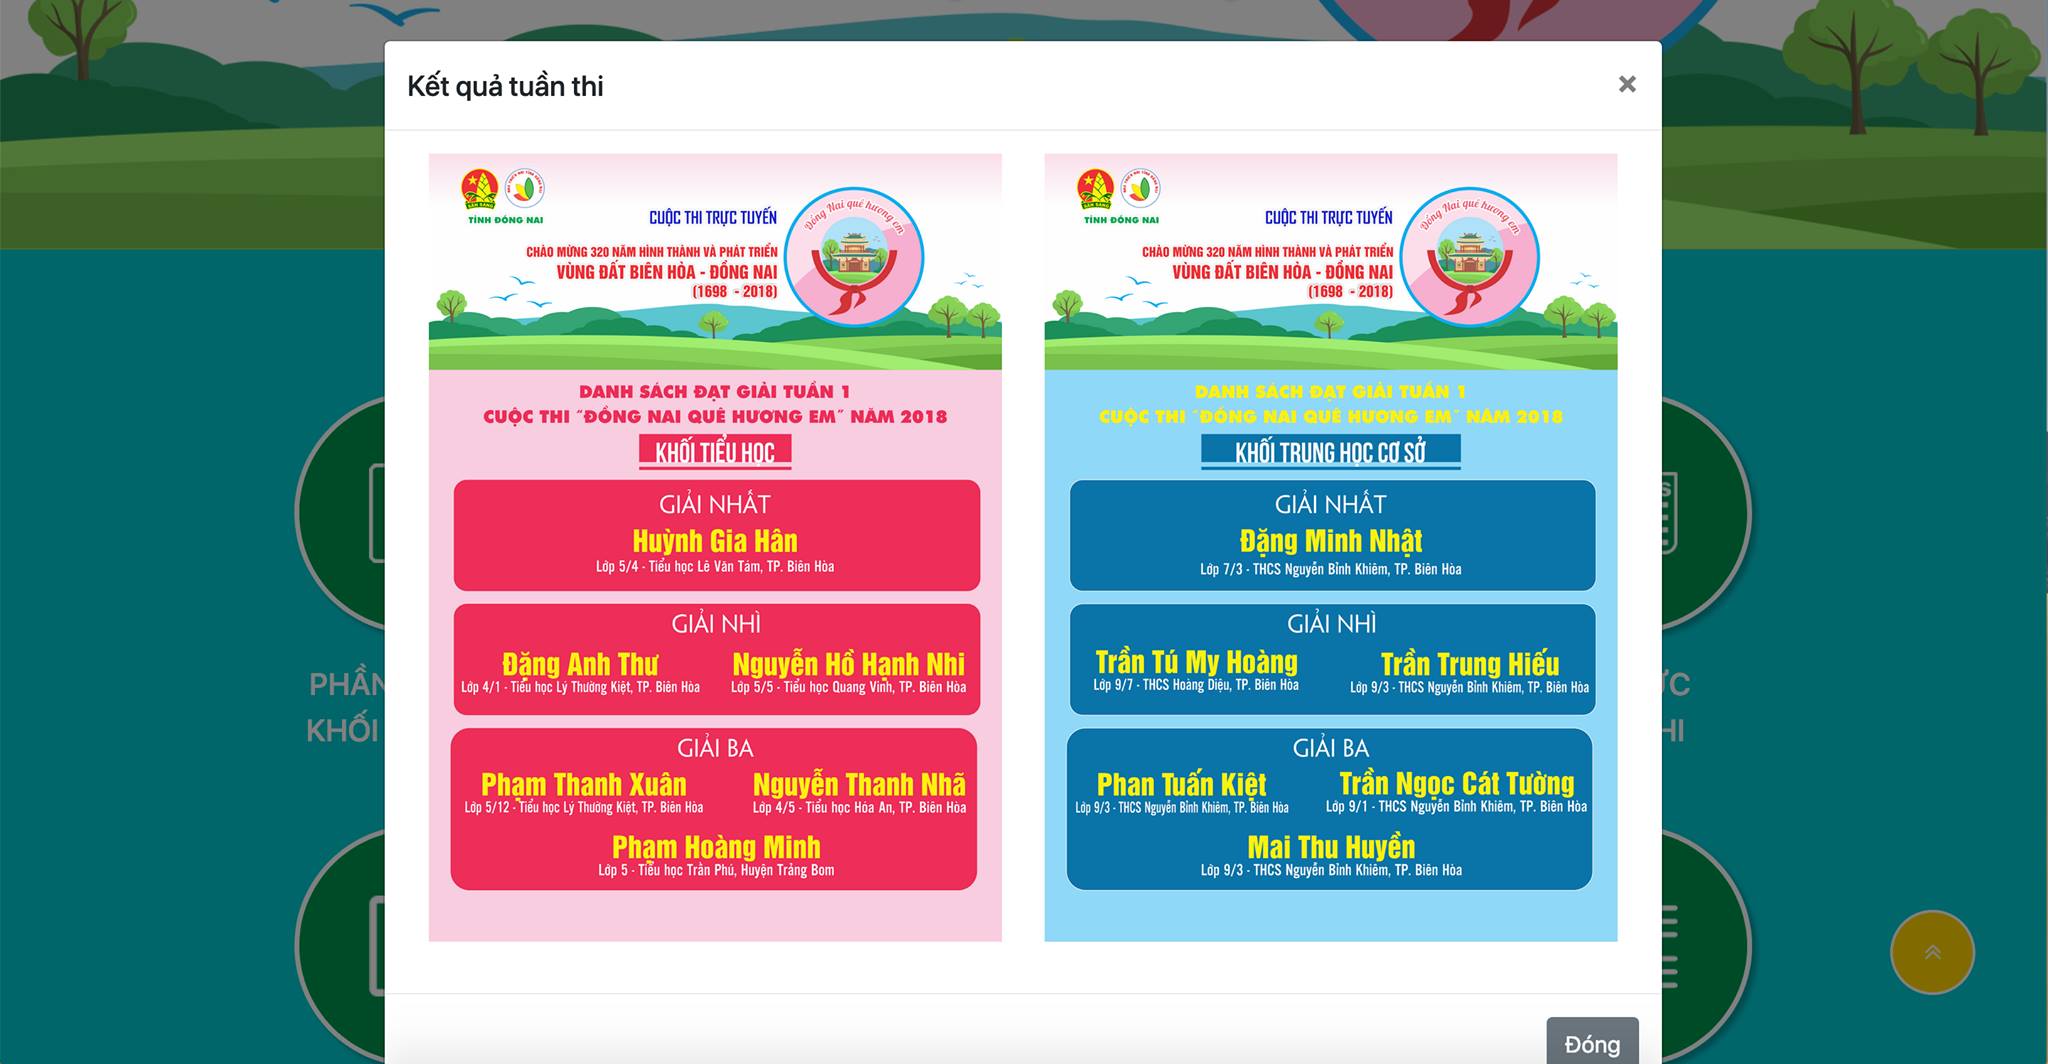 Kết quả tuần thi
×
SẴN SÀNG
TỈNH ĐỒNG NAI
CUỘC THI TRỰC TUYẾN
CHÀO MỪNG 320 NĂM HÌNH THÀNH VÀ PHÁT TRIỂN
VÙNG ĐẤT BIÊN HÒA - ĐỒNG NAI
(1698 - 2018)
Đồng Nai quê hương em
DANH SÁCH ĐẠT GIẢI TUẦN 1
CUỘC THI “ĐỒNG NAI QUÊ HƯƠNG EM” NĂM 2018
KHỐI TIỂU HỌC
GIẢI NHẤT
Huỳnh Gia Hân
Lớp 5/4 - Tiểu học Lê Văn Tám, TP. Biên Hòa
GIẢI NHÌ
Đặng Anh Thư
Lớp 4/1 - Tiểu học Lý Thường Kiệt, TP. Biên Hòa
Nguyễn Hồ Hạnh Nhi
Lớp 5/5 - Tiểu học Quang Vinh, TP. Biên Hòa
GIẢI BA
Phạm Thanh Xuân
Lớp 5/12 - Tiểu học Lý Thường Kiệt, TP. Biên Hòa
Nguyễn Thanh Nhã
Lớp 4/5 - Tiểu học Hóa An, TP. Biên Hòa
Phạm Hoàng Minh
Lớp 5 - Tiểu học Trần Phú, Huyện Trảng Bom
SẴN SÀNG
TỈNH ĐỒNG NAI
CUỘC THI TRỰC TUYẾN
CHÀO MỪNG 320 NĂM HÌNH THÀNH VÀ PHÁT TRIỂN
VÙNG ĐẤT BIÊN HÒA - ĐỒNG NAI
(1698 - 2018)
Đồng Nai quê hương em
DANH SÁCH ĐẠT GIẢI TUẦN 1
CUỘC THI “ĐỒNG NAI QUÊ HƯƠNG EM” NĂM 2018
KHỐI TRUNG HỌC CƠ SỞ
GIẢI NHẤT
Đặng Minh Nhật
Lớp 7/3 - THCS Nguyễn Bỉnh Khiêm, TP. Biên Hòa
GIẢI NHÌ
Trần Tú My Hoàng
Lớp 9/7 - THCS Hoàng Diệu, TP. Biên Hòa
Trần Trung Hiếu
Lớp 9/3 - THCS Nguyễn Bỉnh Khiêm, TP. Biên Hòa
GIẢI BA
Phan Tuấn Kiệt
Lớp 9/3 - THCS Nguyễn Bỉnh Khiêm, TP. Biên Hòa
Trần Ngọc Cát Tường
Lớp 9/1 - THCS Nguyễn Bỉnh Khiêm, TP. Biên Hòa
Mai Thu Huyền
Lớp 9/3 - THCS Nguyễn Bỉnh Khiêm, TP. Biên Hòa
PHẦN
KHỐI
Đóng